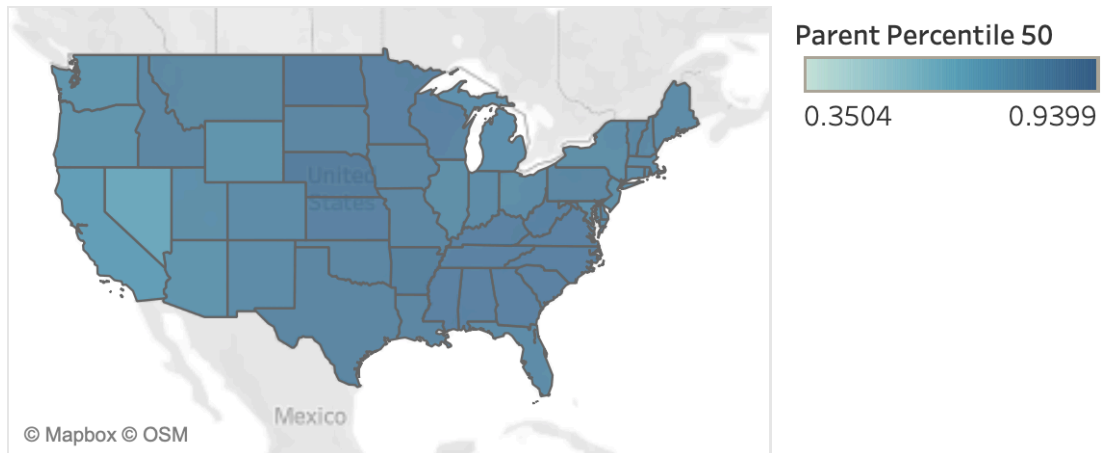 Parent Percentile 50
0.3504 0.9399
United
States
Mexico
© Mapbox © OSM